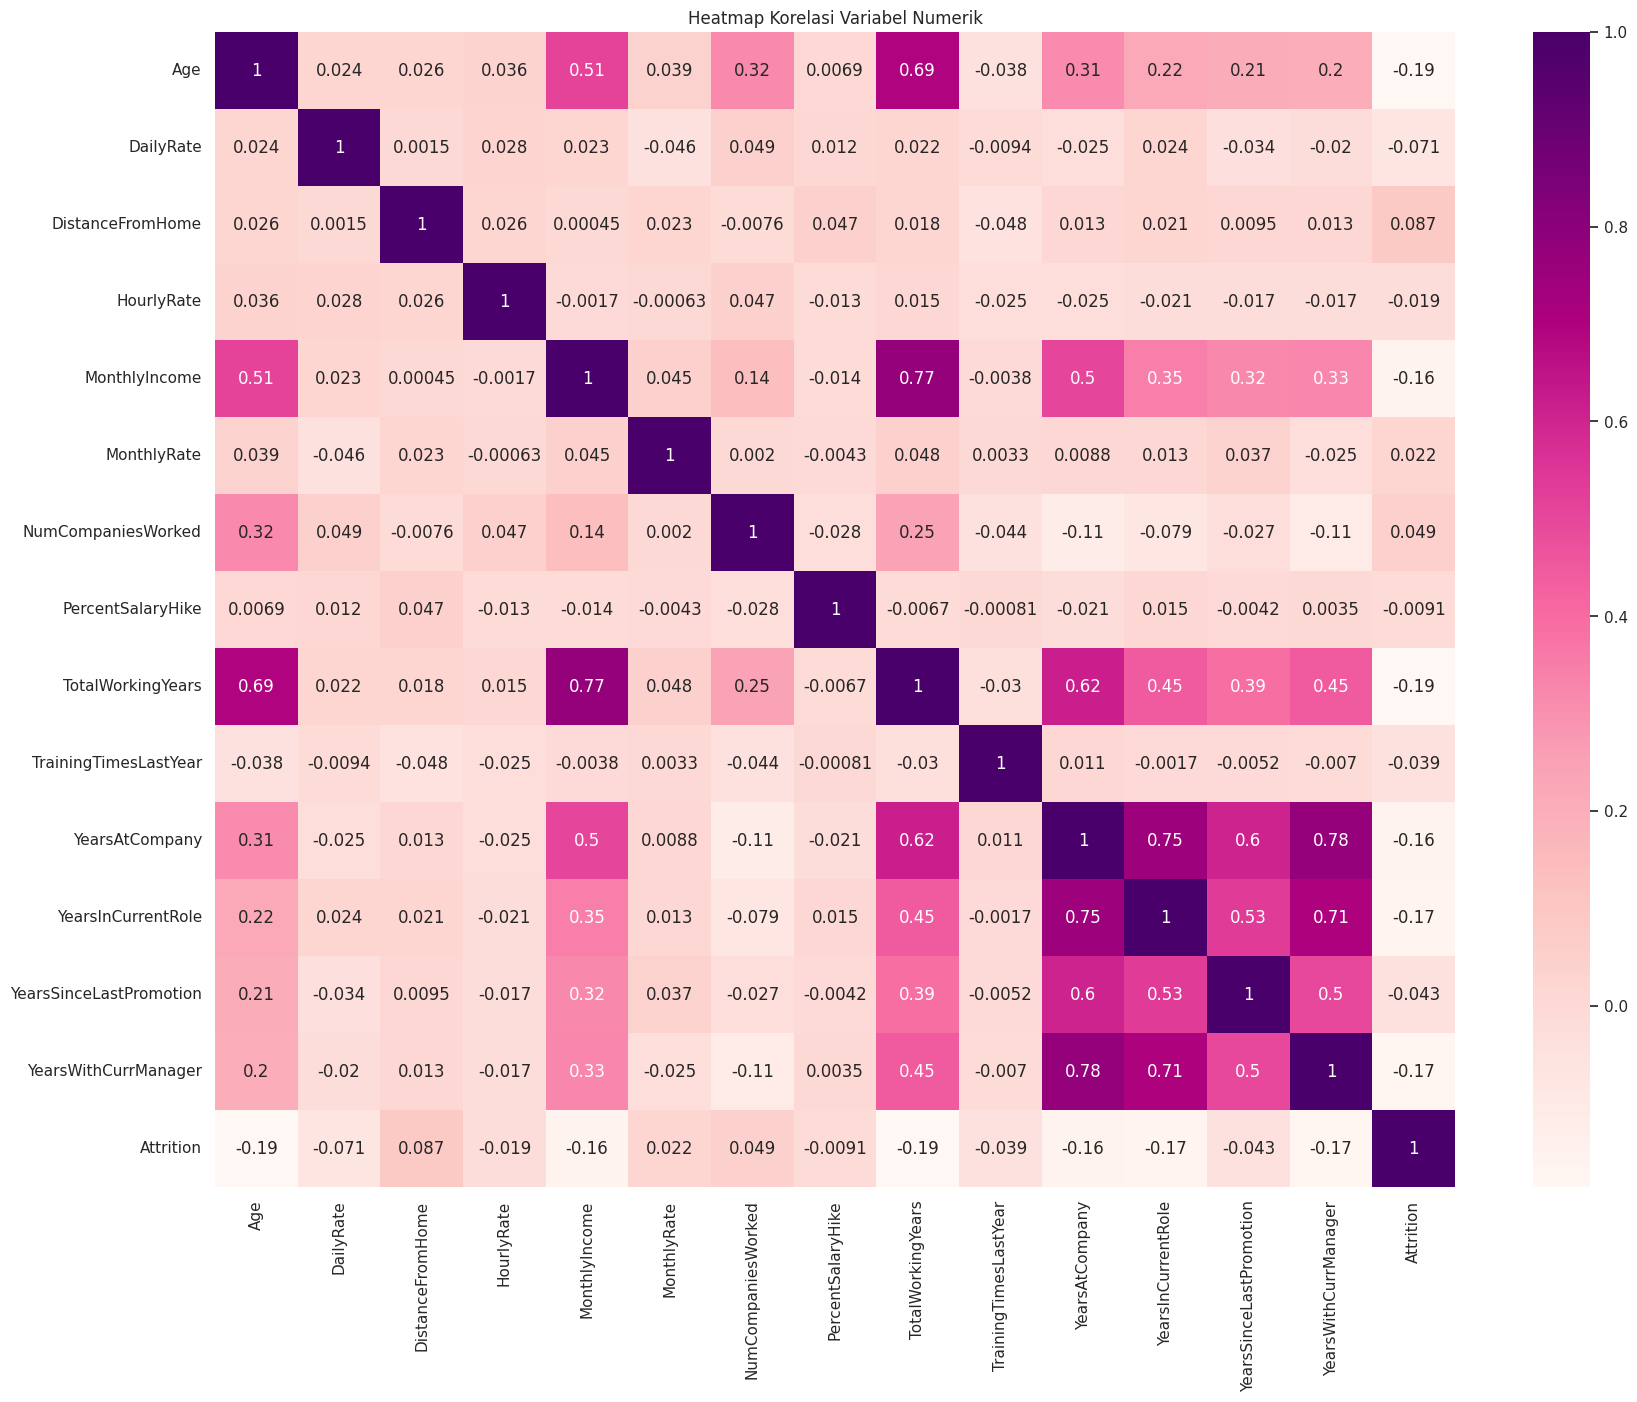 Heatmap Korelasi Variabel Numerik
Age 1 0.024 0.026 0.036 0.51 0.039 0.32 0.0069 0.69 -0.038 0.31 0.22 0.21 0.2 -0.19
DailyRate 0.024 1 0.0015 0.028 0.023 -0.046 0.049 0.012 0.022 -0.0094 -0.025 0.024 -0.034 -0.02 -0.071
DistanceFromHome 0.026 0.0015 1 0.026 0.00045 0.023 -0.0076 0.047 0.018 -0.048 0.013 0.021 0.0095 0.013 0.087
HourlyRate 0.036 0.028 0.026 1 -0.0017 -0.00063 0.047 -0.013 0.015 -0.025 -0.025 -0.021 -0.017 -0.017 -0.019
MonthlyIncome 0.51 0.023 0.00045 -0.0017 1 0.045 0.14 -0.014 0.77 -0.0038 0.5 0.35 0.32 0.33 -0.16
MonthlyRate 0.039 -0.046 0.023 -0.00063 0.045 1 0.002 -0.0043 0.048 0.0033 0.0088 0.013 0.037 -0.025 0.022
NumCompaniesWorked 0.32 0.049 -0.0076 0.047 0.14 0.002 1 -0.028 0.25 -0.044 -0.11 -0.079 -0.027 -0.11 0.049
PercentSalaryHike 0.0069 0.012 0.047 -0.013 -0.014 -0.0043 -0.028 1 -0.0067 -0.00081 -0.021 0.015 -0.0042 0.0035 -0.0091
TotalWorkingYears 0.69 0.022 0.018 0.015 0.77 0.048 0.25 -0.0067 1 -0.03 0.62 0.45 0.39 0.45 -0.19
TrainingTimesLastYear -0.038 -0.0094 -0.048 -0.025 -0.0038 0.0033 -0.044 -0.00081 -0.03 1 0.011 -0.0017 -0.0052 -0.007 -0.039
YearsAtCompany 0.31 -0.025 0.013 -0.025 0.5 0.0088 -0.11 -0.021 0.62 0.011 1 0.75 0.6 0.78 -0.16
YearsInCurrentRole 0.22 0.024 0.021 -0.021 0.35 0.013 -0.079 0.015 0.45 -0.0017 0.75 1 0.53 0.71 -0.17
YearsSinceLastPromotion 0.21 -0.034 0.0095 -0.017 0.32 0.037 -0.027 -0.0042 0.39 -0.0052 0.6 0.53 1 0.5 -0.043
YearsWithCurrManager 0.2 -0.02 0.013 -0.017 0.33 -0.025 -0.11 0.0035 0.45 -0.007 0.78 0.71 0.5 1 -0.17
Attrition -0.19 -0.071 0.087 -0.019 -0.16 0.022 0.049 -0.0091 -0.19 -0.039 -0.16 -0.17 -0.043 -0.17 1
Age
DailyRate
DistanceFromHome
HourlyRate
MonthlyIncome
MonthlyRate
NumCompaniesWorked
PercentSalaryHike
TotalWorkingYears
TrainingTimesLastYear
YearsAtCompany
YearsInCurrentRole
YearsSinceLastPromotion
YearsWithCurrManager
Attrition
1.0
0.8
0.6
0.4
0.2
0.0